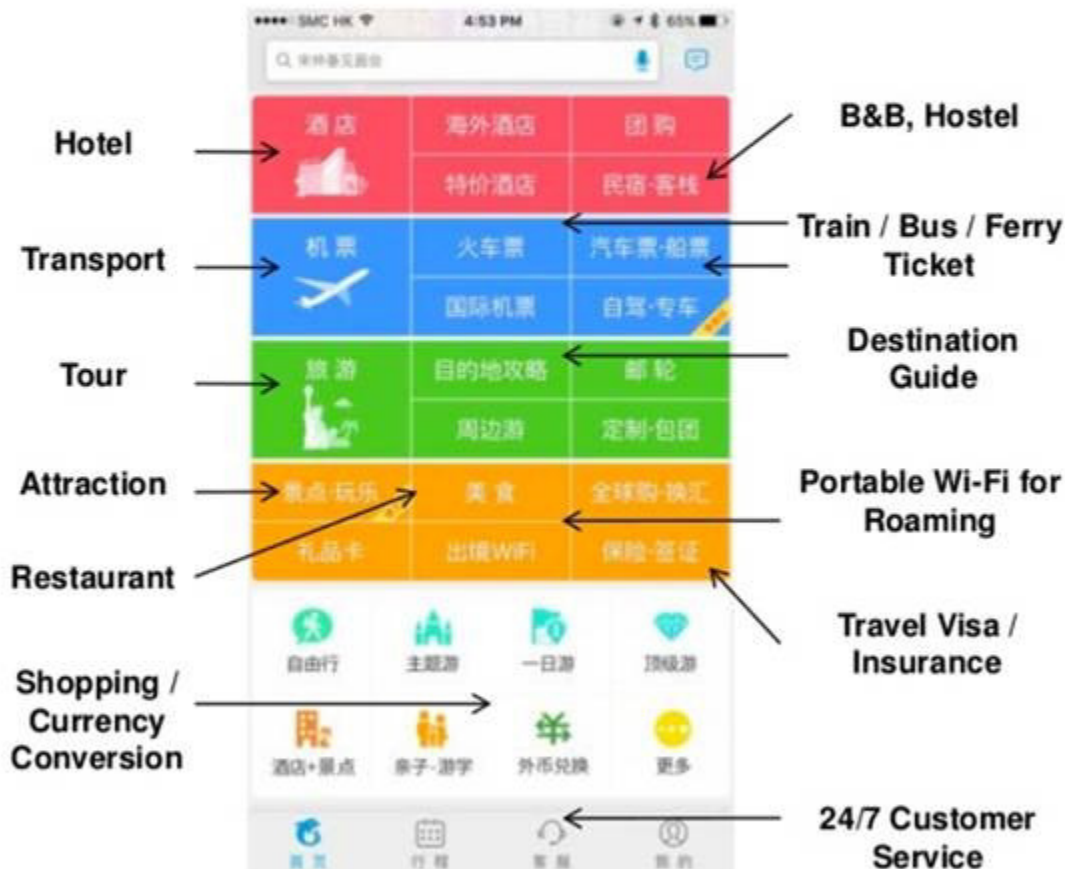 SMC HK
4:53 PM
65%
酒店
海外酒店
团购
特价酒店
民宿·客栈
机票
火车票
汽车票·船票
国际机票
自驾·专车
旅游
目的地攻略
邮轮
周边游
定制·包团
景点·玩乐
美食
全球购·换汇
礼品卡
出境WiFi
保险·签证
自由行
主题游
一日游
顶级游
酒店+景点
亲子·游学
外币兑换
更多
首页
行程
客服
我的
Hotel
Transport
Tour
Attraction
Restaurant
Shopping /
Currency
Conversion
B&B, Hostel
Train / Bus / Ferry
Ticket
Destination
Guide
Portable Wi-Fi for
Roaming
Travel Visa /
Insurance
24/7 Customer
Service